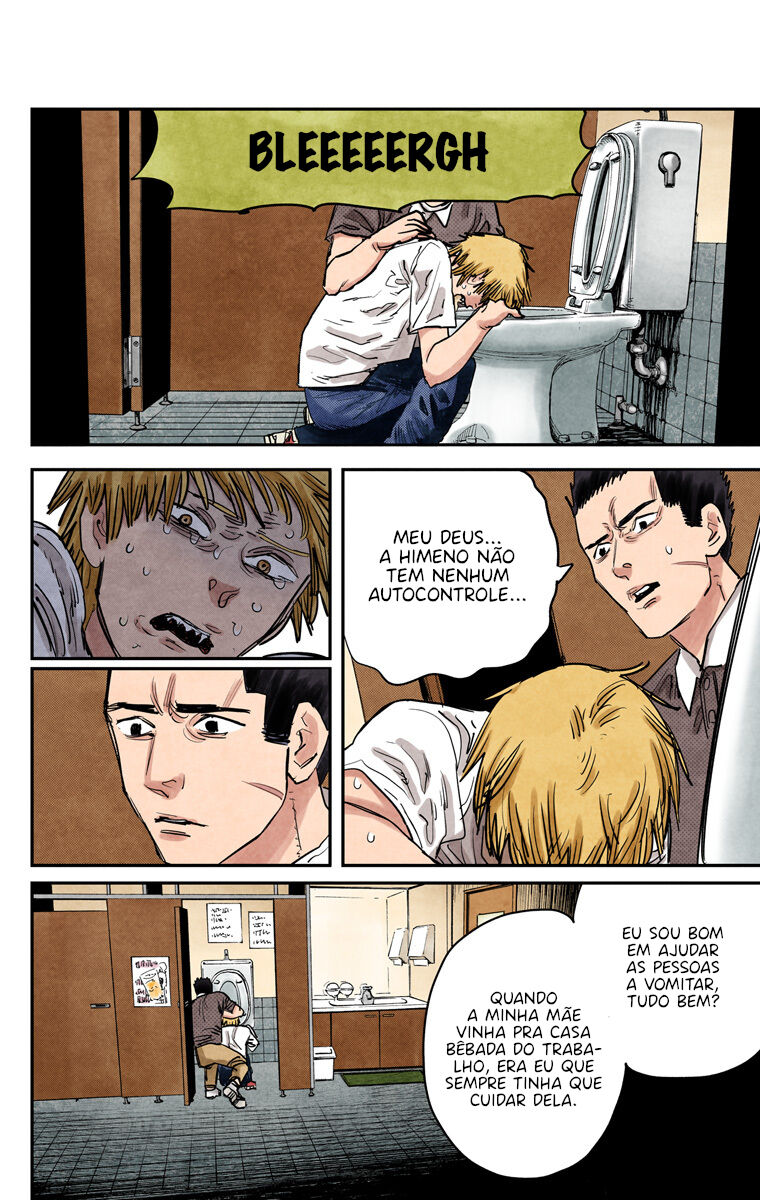 BLEEEEERGH
MEU DEUS...
A HIMENO NÃO
TEM NENHUM
AUTOCONTROLE...
EU SOU BOM
EM AJUDAR
AS PESSOAS
A VOMITAR,
TUDO BEM?
QUANDO
A MINHA MÃE
VINHA PRA CASA
BÊBADA DO TRABA-
LHO, ERA EU QUE
SEMPRE TINHA QUE
CUIDAR DELA.